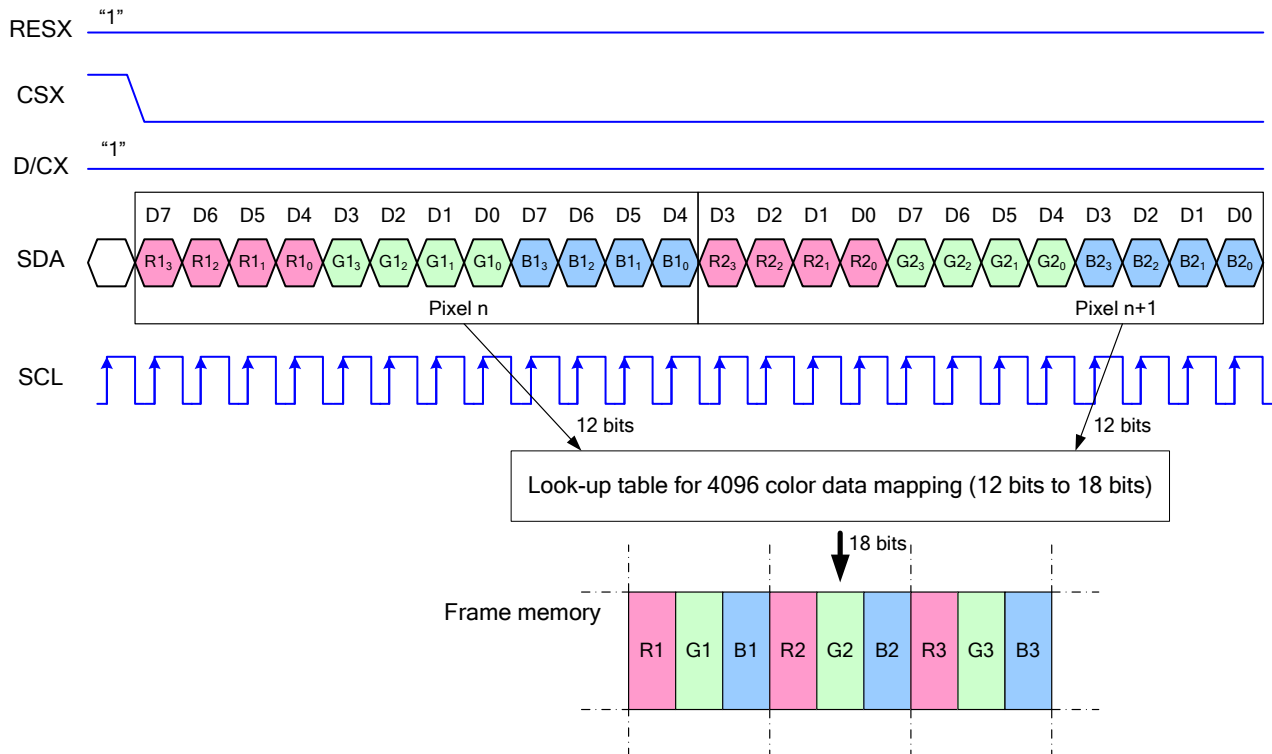 RESX “1”
CSX
D/CX “1”
D7 D6 D5 D4 D3 D2 D1 D0 D7 D6 D5 D4 D3 D2 D1 D0 D7 D6 D5 D4 D3 D2 D1 D0
SDA R1₃ R1₂ R1₁ R1₀ G1₃ G1₂ G1₁ G1₀ B1₃ B1₂ B1₁ B1₀ R2₃ R2₂ R2₁ R2₀ G2₃ G2₂ G2₁ G2₀ B2₃ B2₂ B2₁ B2₀
Pixel n Pixel n+1
SCL
12 bits 12 bits
Look-up table for 4096 color data mapping (12 bits to 18 bits)
18 bits
Frame memory
R1 G1 B1 R2 G2 B2 R3 G3 B3